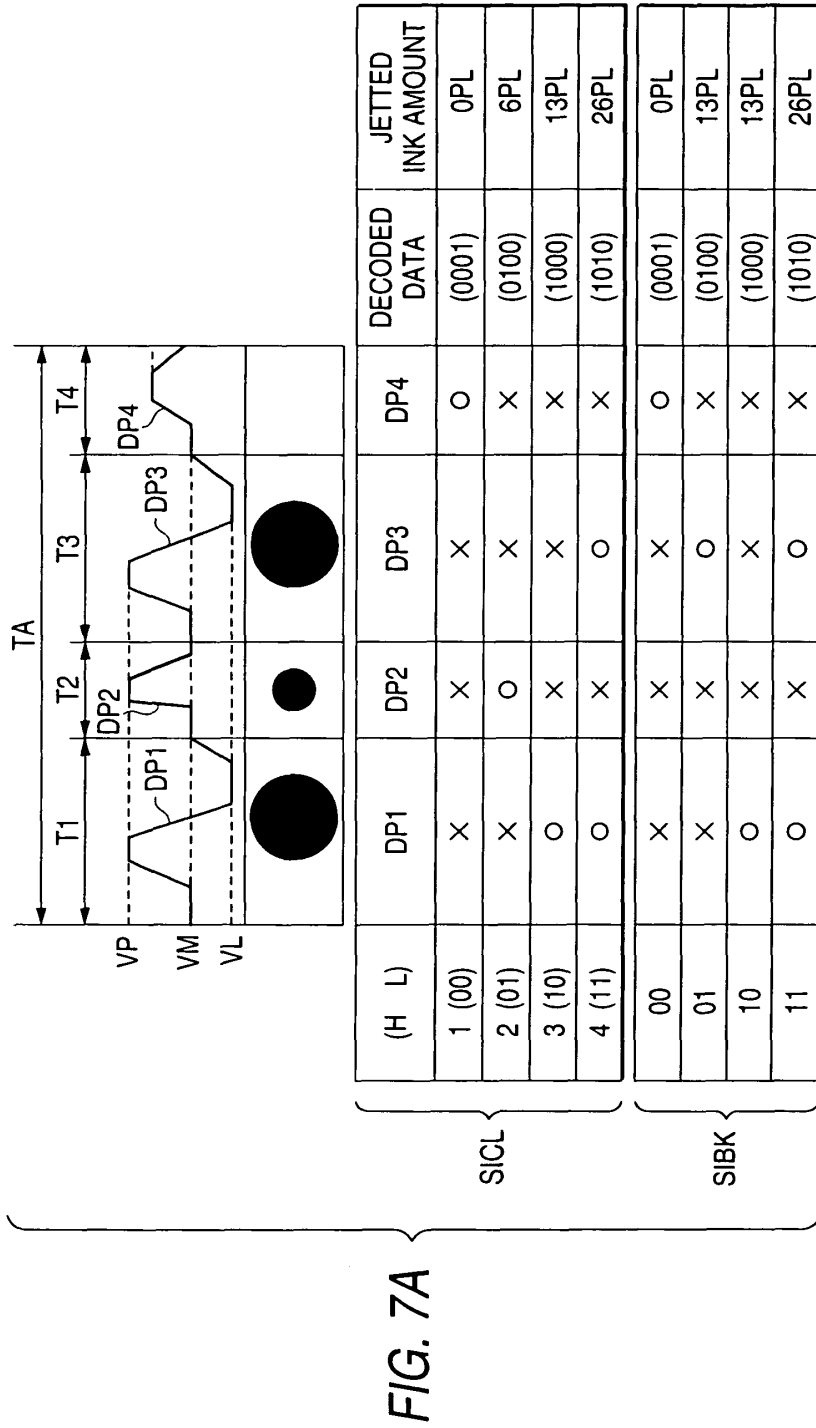 TA
T1 T2 T3 T4
VP
VM
VL
DP1 DP2 DP3 DP4
(H L) DP1 DP2 DP3 DP4 DECODED DATA JETTED INK AMOUNT
SICL
1 (00) × × × ○ (0001) 0PL
2 (01) × ○ × × (0100) 6PL
3 (10) ○ × × × (1000) 13PL
4 (11) ○ × ○ × (1010) 26PL
SIBK
00 × × × ○ (0001) 0PL
01 × × ○ × (0100) 13PL
10 ○ × × × (1000) 13PL
11 ○ × ○ × (1010) 26PL
FIG. 7A